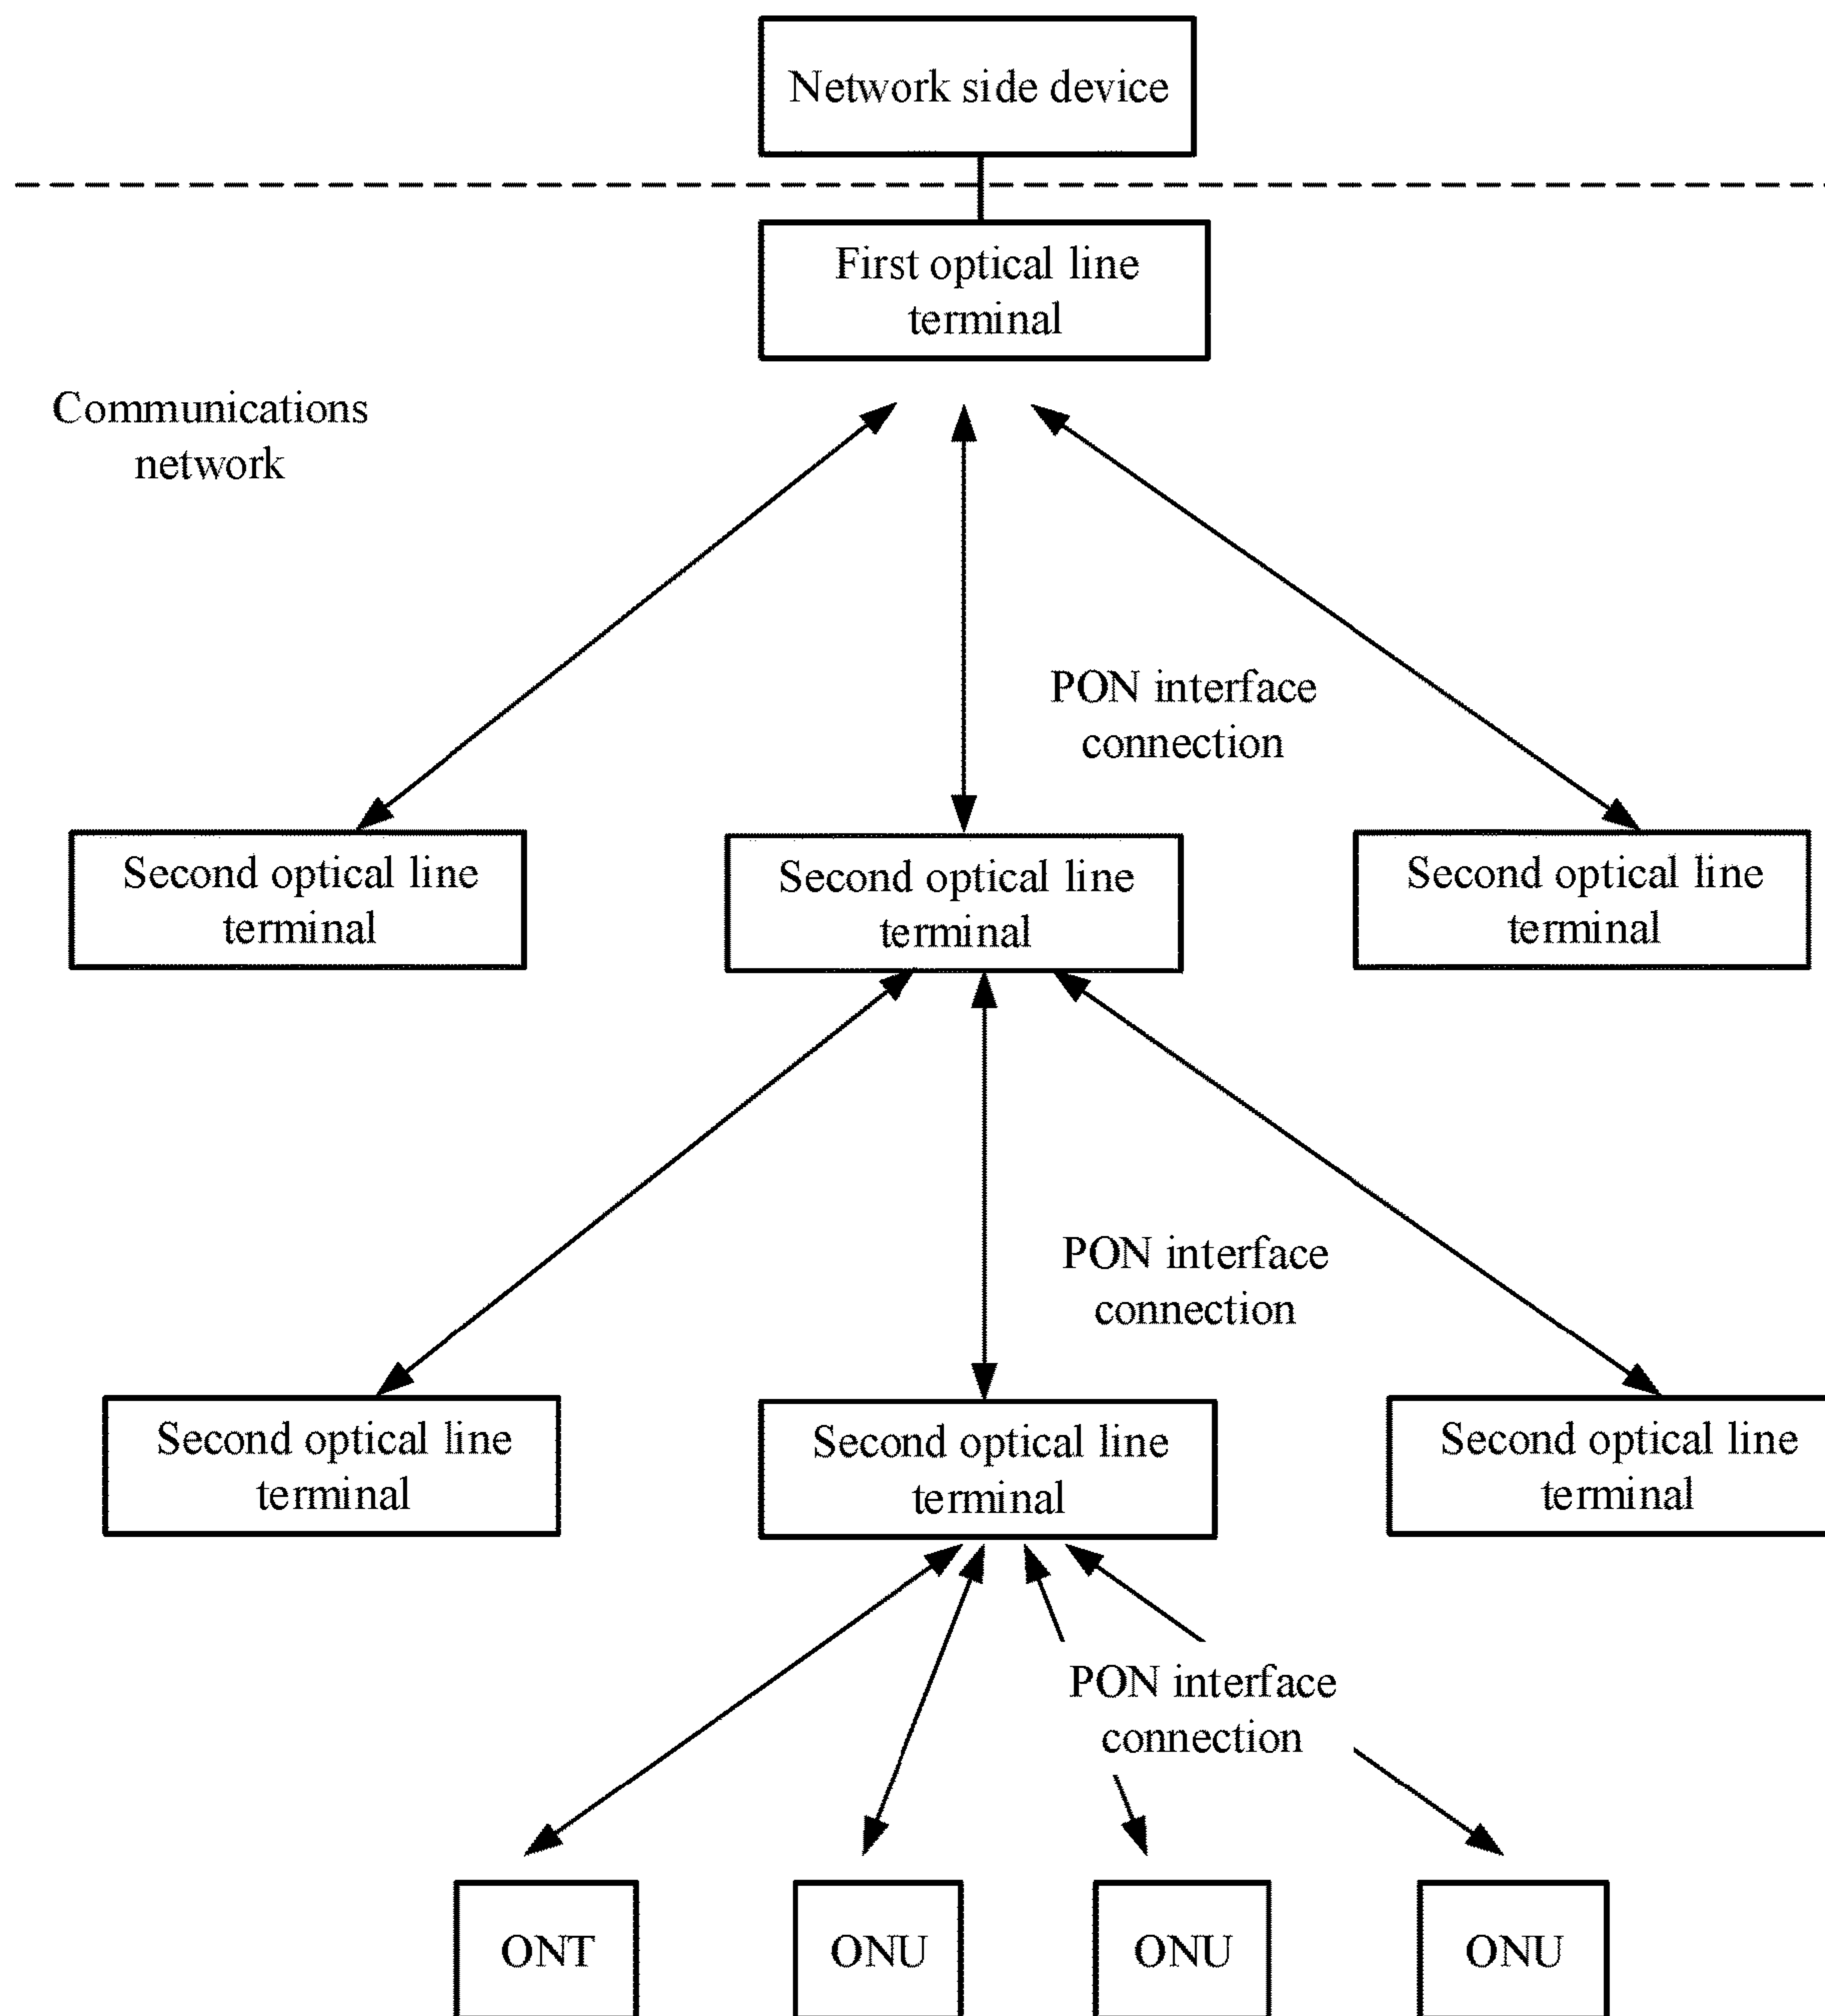 Network side device
First optical line
terminal
Communications
network
PON interface
connection
Second optical line
terminal
Second optical line
terminal
Second optical line
terminal
PON interface
connection
Second optical line
terminal
Second optical line
terminal
Second optical line
terminal
PON interface
connection
ONT
ONU
ONU
ONU